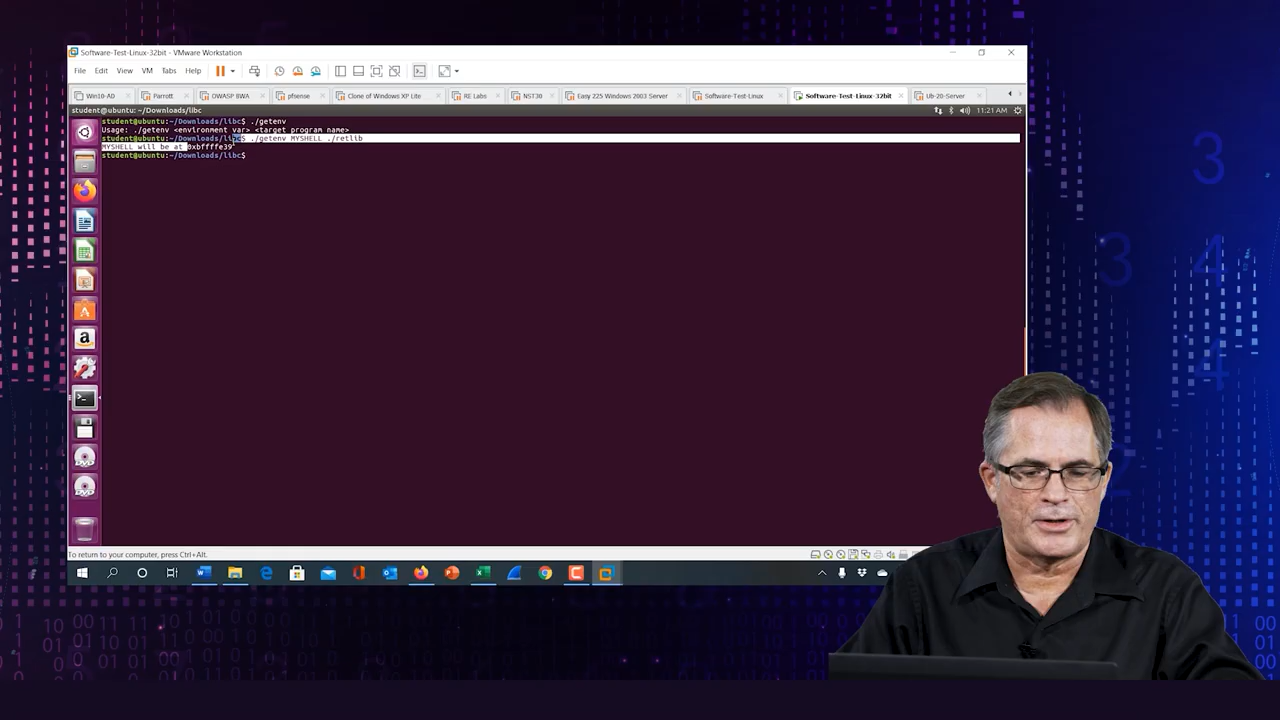 Software-Test-Linux-32bit - VMware Workstation
File Edit View VM Tabs Help
Win10-AD Parrott OWASP BWA pfsense Clone of Windows XP Lite RE Labs NST30 Easy 225 Windows 2003 Server Software-Test-Linux Software-Test-Linux-32bit Ub-20-Server
student@ubuntu: ~/Downloads/libc 11:21 AM
student@ubuntu:~/Downloads/libc$ ./getenv
Usage: ./getenv <environment var> <target program name>
student@ubuntu:~/Downloads/libc$ ./getenv MYSHELL ./retlib
MYSHELL will be at 0xbffffe39
student@ubuntu:~/Downloads/libc$
To return to your computer, press Ctrl+Alt.